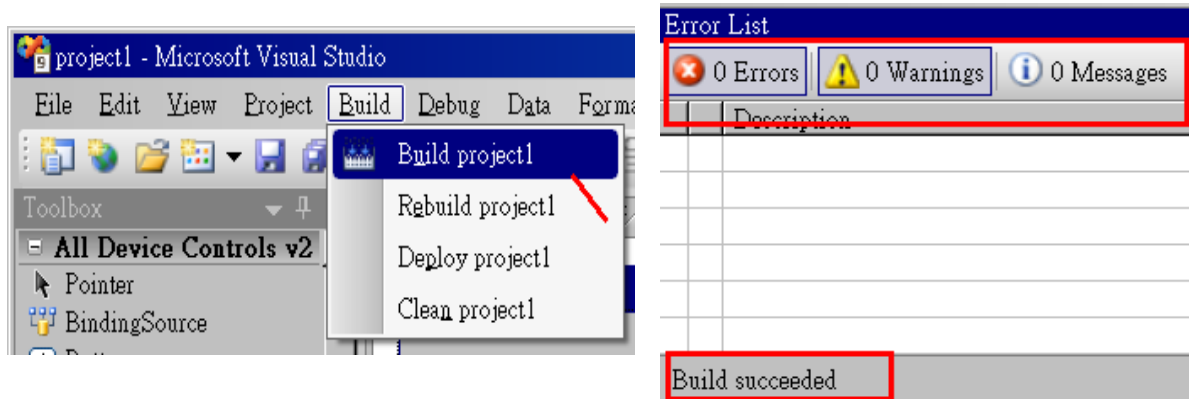 project1 - Microsoft Visual Studio
File Edit View Project Build Debug Data Forma
Build project1
Toolbox
Rebuild project1
All Device Controls v2
Deploy project1
Pointer
Clean project1
BindingSource
Error List
0 Errors 0 Warnings 0 Messages
Description
Build succeeded